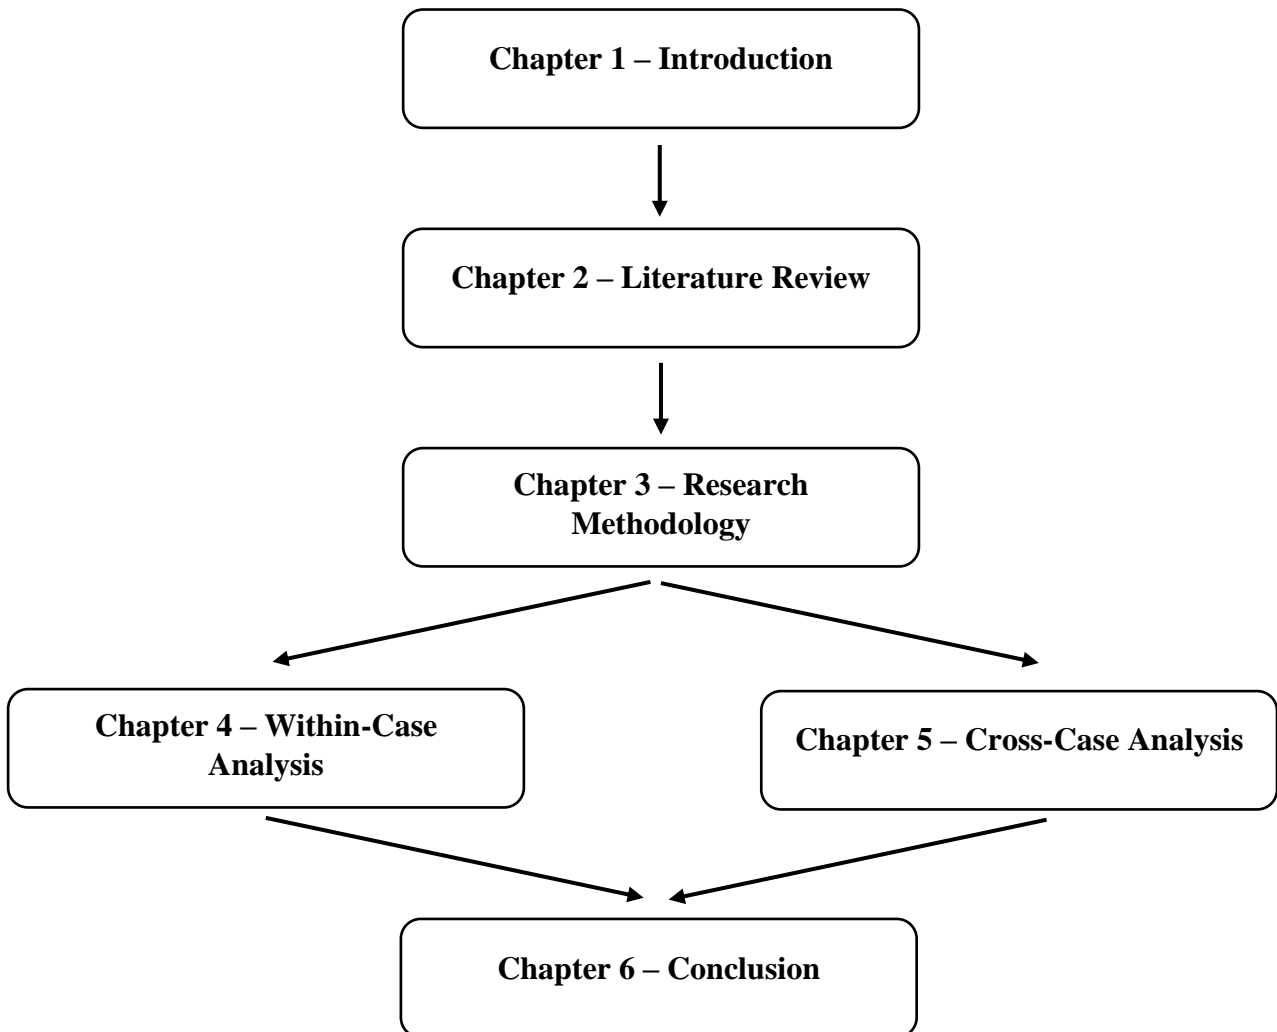 Chapter 1 – Introduction
Chapter 2 – Literature Review
Chapter 3 – Research
Methodology
Chapter 4 – Within-Case
Analysis
Chapter 5 – Cross-Case Analysis
Chapter 6 – Conclusion